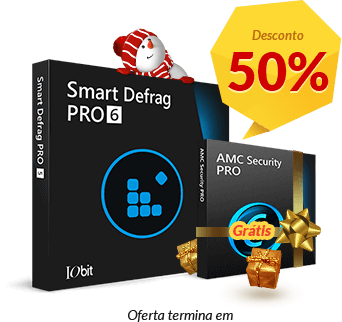 Desconto
50%
Smart Defrag
PRO 6
Smart Defrag PRO 6
IObit
AMC Security
PRO
AMC Security PRO
Grátis
Oferta termina em